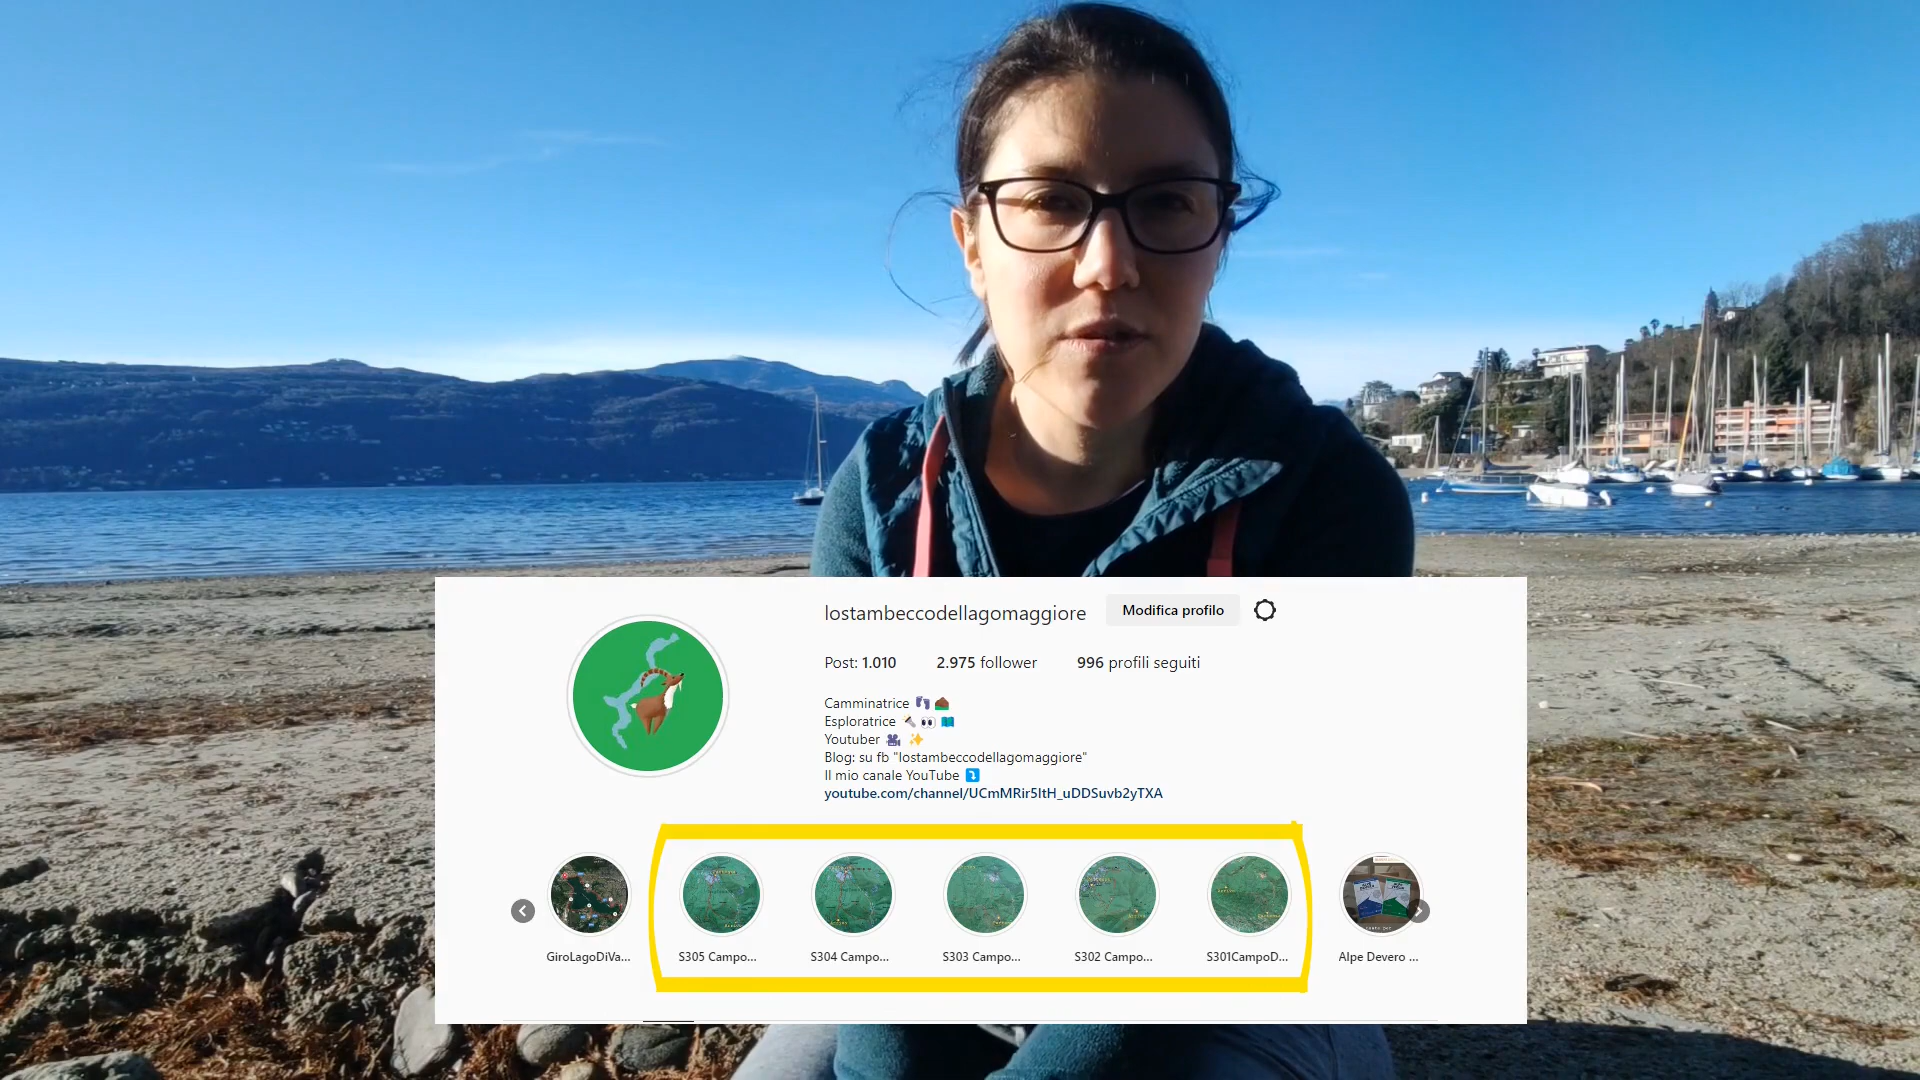 lostambeccodellagomaggiore Modifica profilo
Post: 1.010 2.975 follower 996 profili seguiti
Camminatrice
Esploratrice
Youtuber
Blog: su fb "lostambeccodellagomaggiore"
Il mio canale YouTube
youtube.com/channel/UCmMRir5ItH_uDDSuvb2yTXA
GiroLagoDiVa... S305 Campo... S304 Campo... S303 Campo... S302 Campo... S301CampoD... Alpe Devero ...